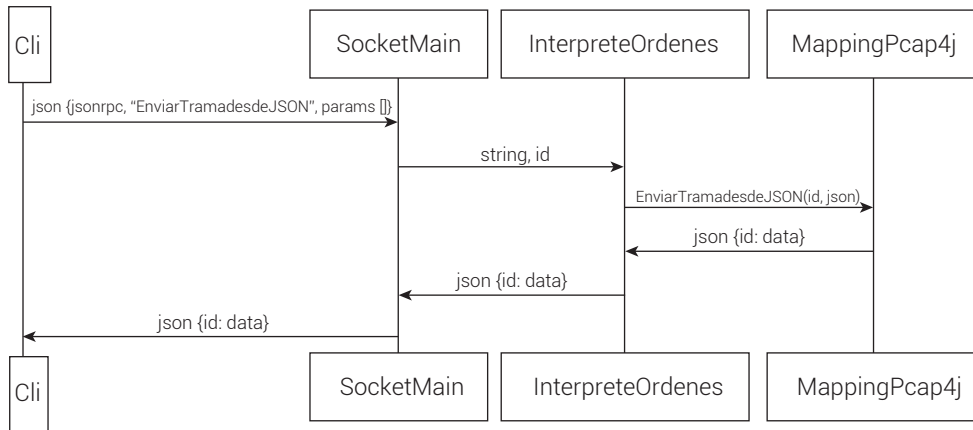 Cli
SocketMain
InterpreteOrdenes
MappingPcap4j
json {jsonrpc, “EnviarTramadesdeJSON”, params []}
string, id
EnviarTramadesdeJSON(id, json)
json {id: data}
json {id: data}
json {id: data}
Cli
SocketMain
InterpreteOrdenes
MappingPcap4j